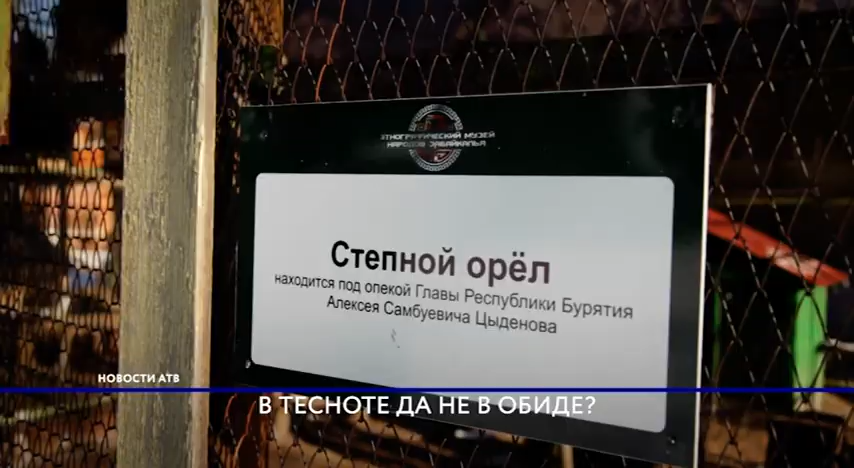 ЭТНОГРАФИЧЕСКИЙ МУЗЕЙ
НАРОДОВ ЗАБАЙКАЛЬЯ
Степной орёл
находится под опекой Главы Республики Бурятия
Алексея Самбуевича Цыденова
НОВОСТИ АТВ
В ТЕСНОТЕ ДА НЕ В ОБИДЕ?